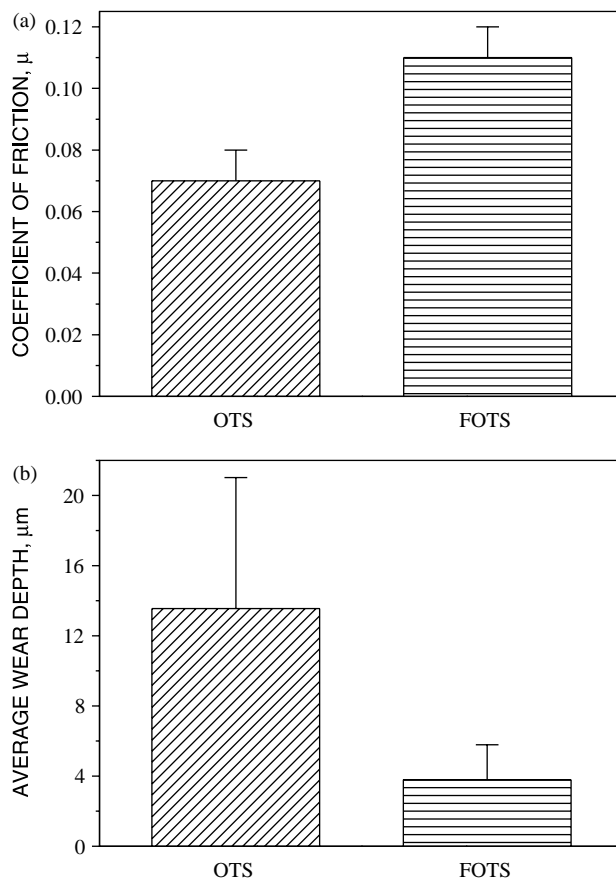 (a)
COEFFICIENT OF FRICTION, μ
0.12
0.10
0.08
0.06
0.04
0.02
0.00
OTS FOTS
(b)
AVERAGE WEAR DEPTH, μm
20
16
12
8
4
0
OTS FOTS